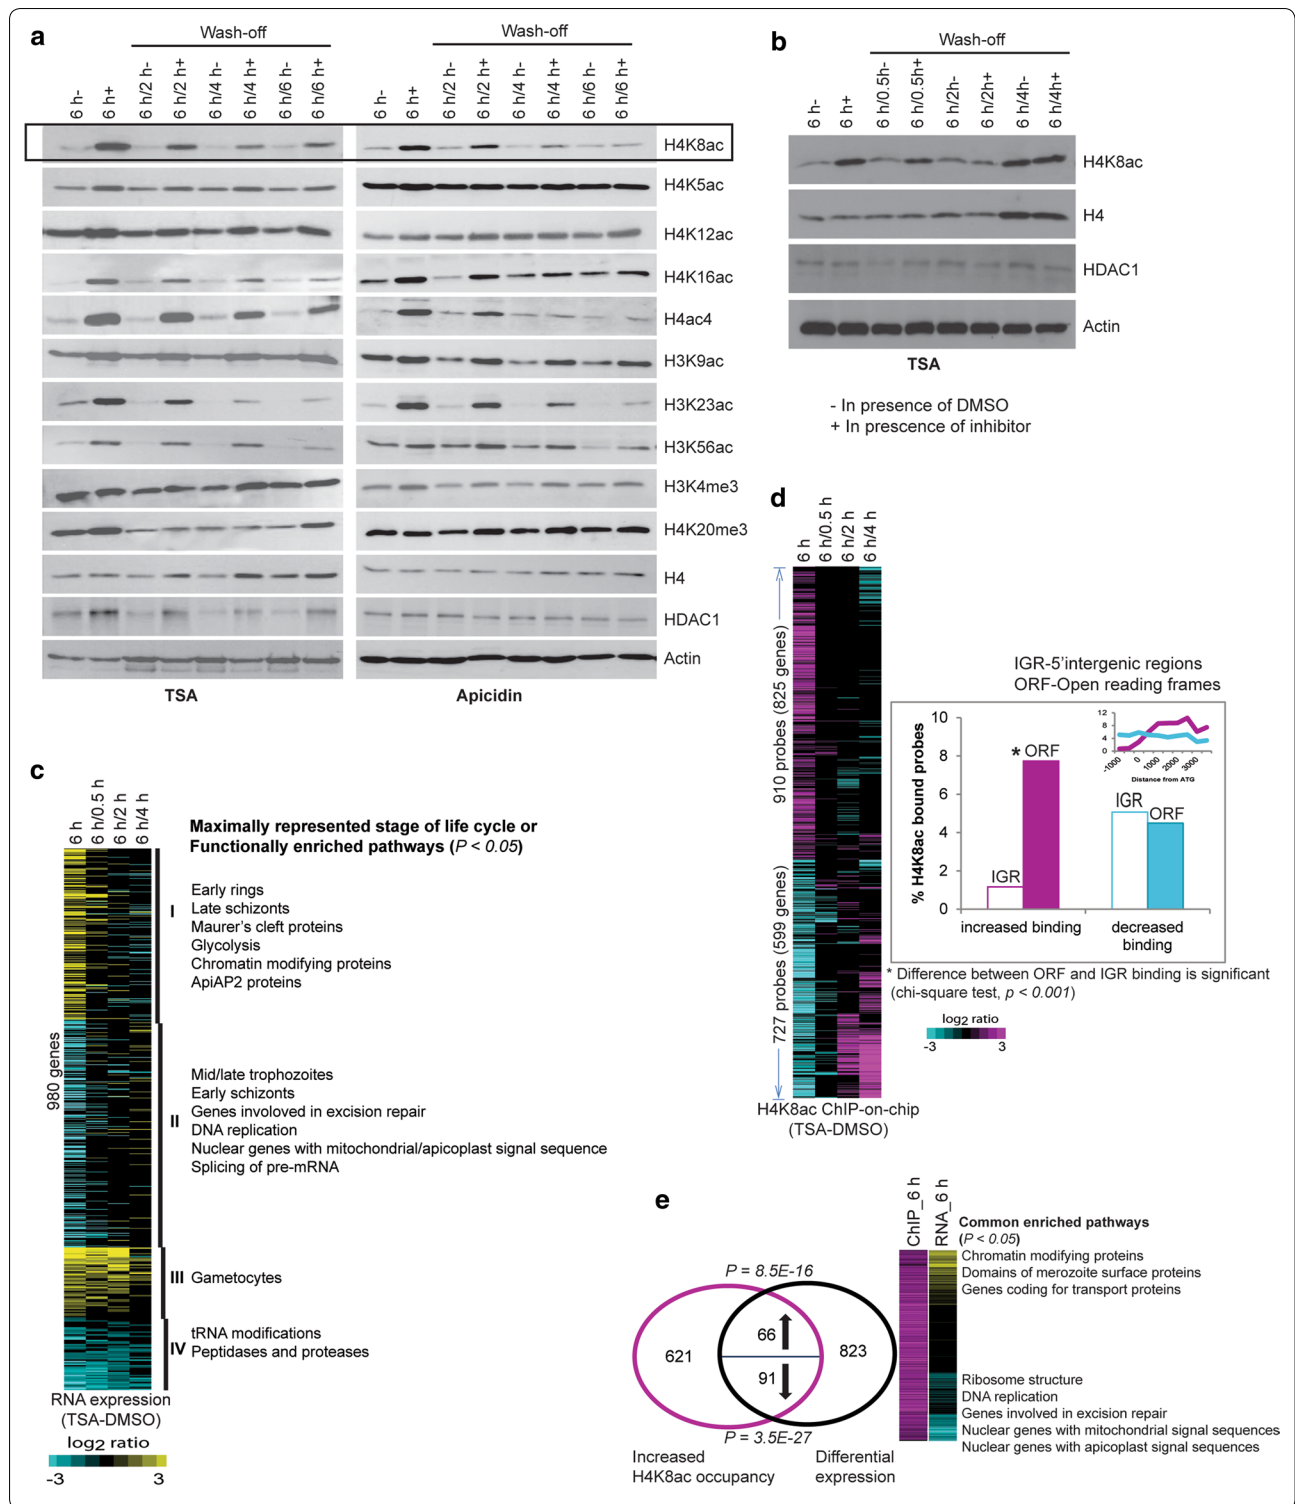 a
Wash-off
Wash-off
6 h-
6 h+
6 h/2 h-
6 h/2 h+
6 h/4 h-
6 h/4 h+
6 h/6 h-
6 h/6 h+
6 h-
6 h+
6 h/2 h-
6 h/2 h+
6 h/4 h-
6 h/4 h+
6 h/6 h-
6 h/6 h+
H4K8ac
H4K5ac
H4K12ac
H4K16ac
H4ac4
H3K9ac
H3K23ac
H3K56ac
H3K4me3
H4K20me3
H4
HDAC1
Actin
TSA
Apicidin
b
Wash-off
6 h-
6 h+
6 h/0.5h-
6 h/0.5h+
6 h/2h-
6 h/2h+
6 h/4h-
6 h/4h+
H4K8ac
H4
HDAC1
Actin
TSA
- In presence of DMSO
+ In prescence of inhibitor
c
6 h
6 h/0.5 h
6 h/2 h
6 h/4 h
Maximally represented stage of life cycle or
Functionally enriched pathways (P < 0.05)
980 genes
I
Early rings
Late schizonts
Maurer's cleft proteins
Glycolysis
Chromatin modifying proteins
ApiAP2 proteins
II
Mid/late trophozoites
Early schizonts
Genes involoved in excision repair
DNA replication
Nuclear genes with mitochondrial/apicoplast signal sequence
Splicing of pre-mRNA
III Gametocytes
IV
tRNA modifications
Peptidases and proteases
RNA expression
(TSA-DMSO)
log2 ratio
-3
3
d
6 h
6 h/0.5 h
6 h/2 h
6 h/4 h
910 probes (825 genes)
727 probes (599 genes)
H4K8ac ChIP-on-chip
(TSA-DMSO)
IGR-5'intergenic regions
ORF-Open reading frames
% H4K8ac bound probes
10
8
6
4
2
0
IGR
* ORF
IGR
ORF
increased binding
decreased
binding
12
8
4
0
-1000
0
1000
2000
3000
Distance from ATG
* Difference between ORF and IGR binding is significant
(chi-square test, p < 0.001)
log2 ratio
-3
3
e
P = 8.5E-16
621
66
91
823
P = 3.5E-27
Increased
H4K8ac occupancy
Differential
expression
ChIP_6 h
RNA_6 h
Common enriched pathways
(P < 0.05)
Chromatin modifying proteins
Domains of merozoite surface proteins
Genes coding for transport proteins
Ribosome structure
DNA replication
Genes involved in excision repair
Nuclear genes with mitochondrial signal sequences
Nuclear genes with apicoplast signal sequences